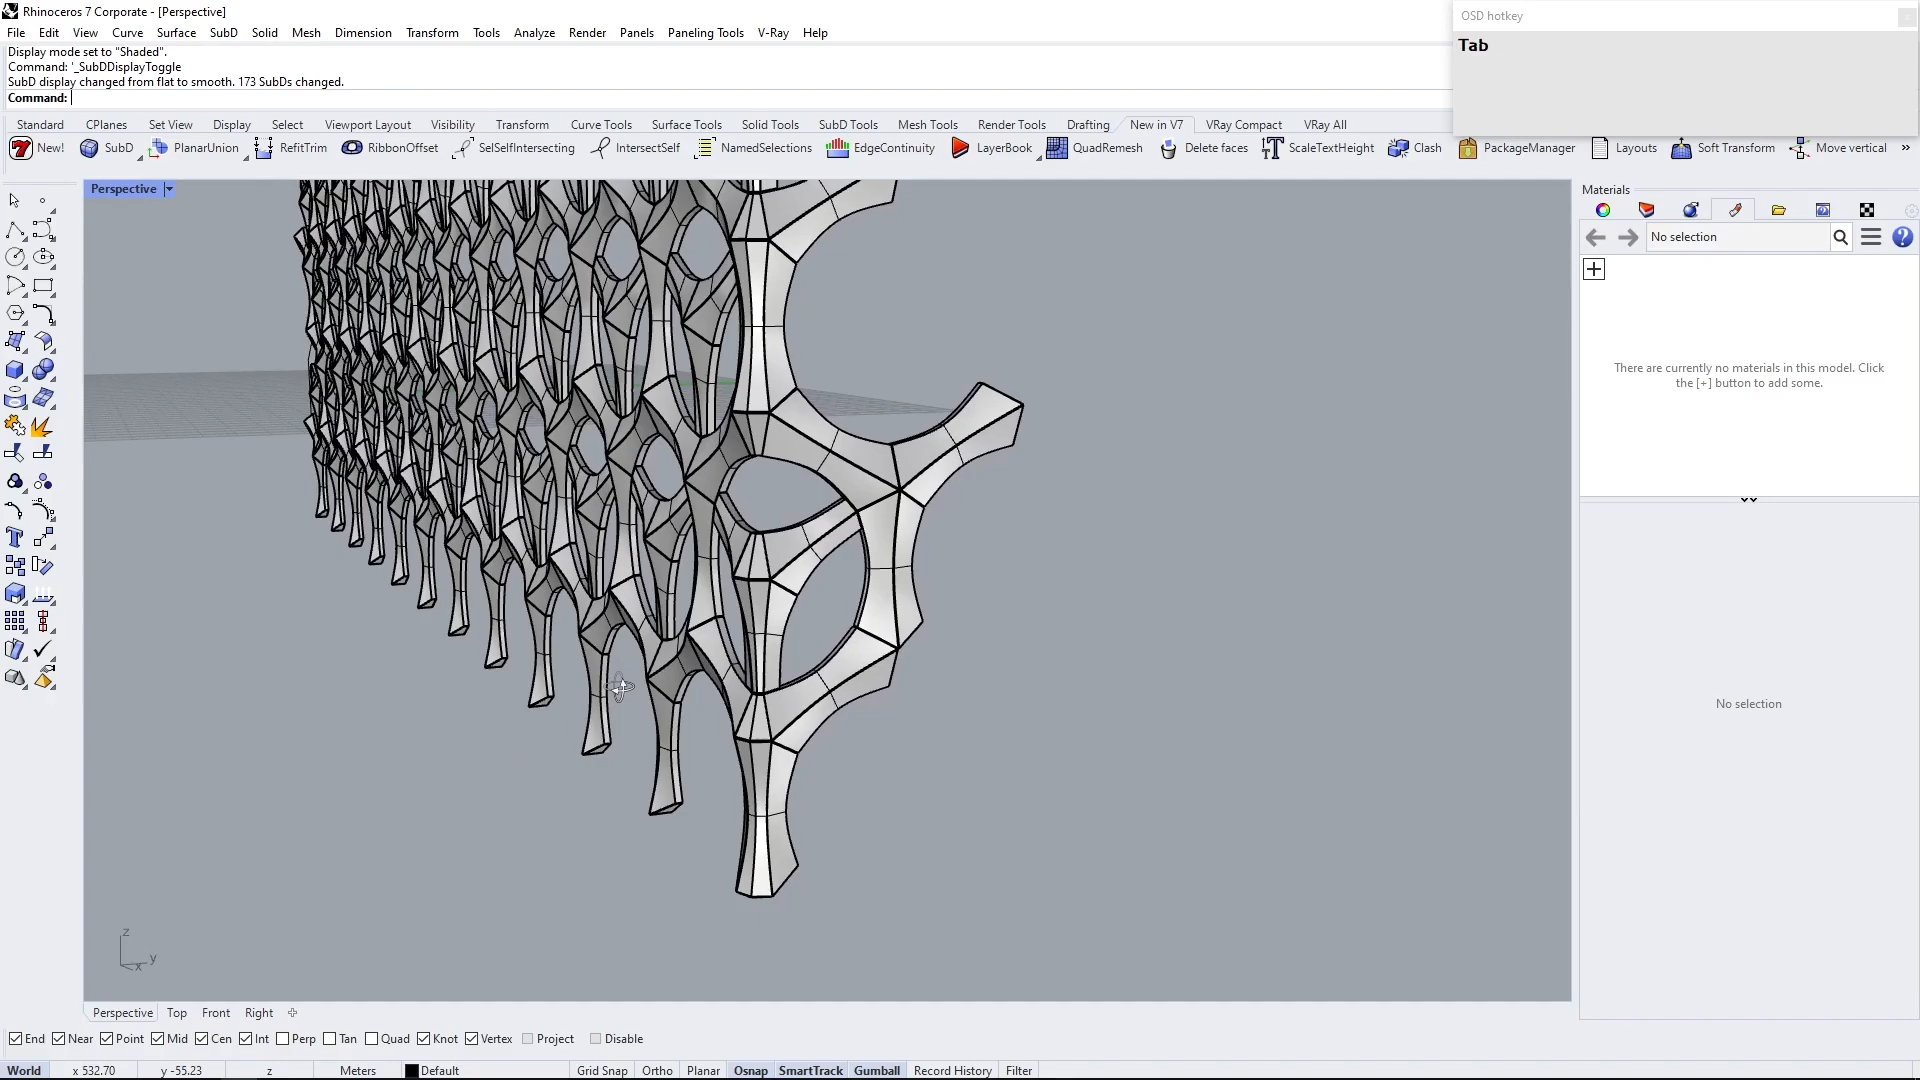 Rhinoceros 7 Corporate - [Perspective]
OSD hotkey
File Edit View Curve Surface SubD Solid Mesh Dimension Transform Tools Analyze Render Panels Paneling Tools V-Ray Help
Tab
Display mode set to "Shaded".
Command: '_SubDDisplayToggle
SubD display changed from flat to smooth. 173 SubDs changed.
Command:
Standard CPlanes Set View Display Select Viewport Layout Visibility Transform Curve Tools Surface Tools Solid Tools SubD Tools Mesh Tools Render Tools Drafting New in V7 VRay Compact VRay All
7 New! SubD PlanarUnion RefitTrim RibbonOffset SelSelfIntersecting IntersectSelf NamedSelections EdgeContinuity LayerBook QuadRemesh Delete faces ScaleTextHeight Clash PackageManager Layouts Soft Transform Move vertical »
Perspective
Materials
No selection
There are currently no materials in this model. Click
the [+] button to add some.
No selection
z
y
x
Perspective Top Front Right
End Near Point Mid Cen Int Perp Tan Quad Knot Vertex Project Disable
World x 532.70 y -55.23 z Meters Default Grid Snap Ortho Planar Osnap SmartTrack Gumball Record History Filter